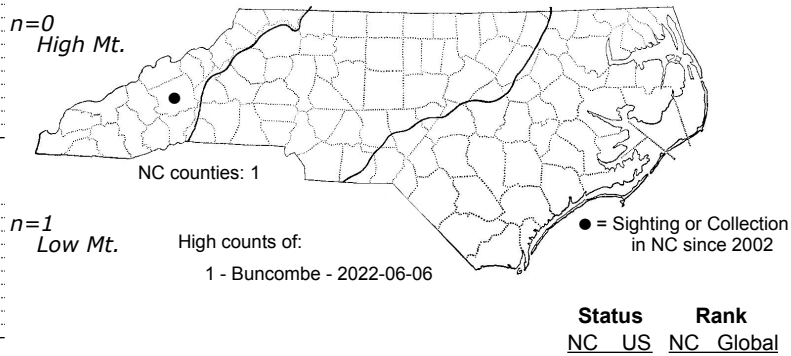 n=0
High Mt.
NC counties: 1
n=1
Low Mt.
High counts of:
1 - Buncombe - 2022-06-06
● = Sighting or Collection
in NC since 2002
Status Rank
NC US NC Global